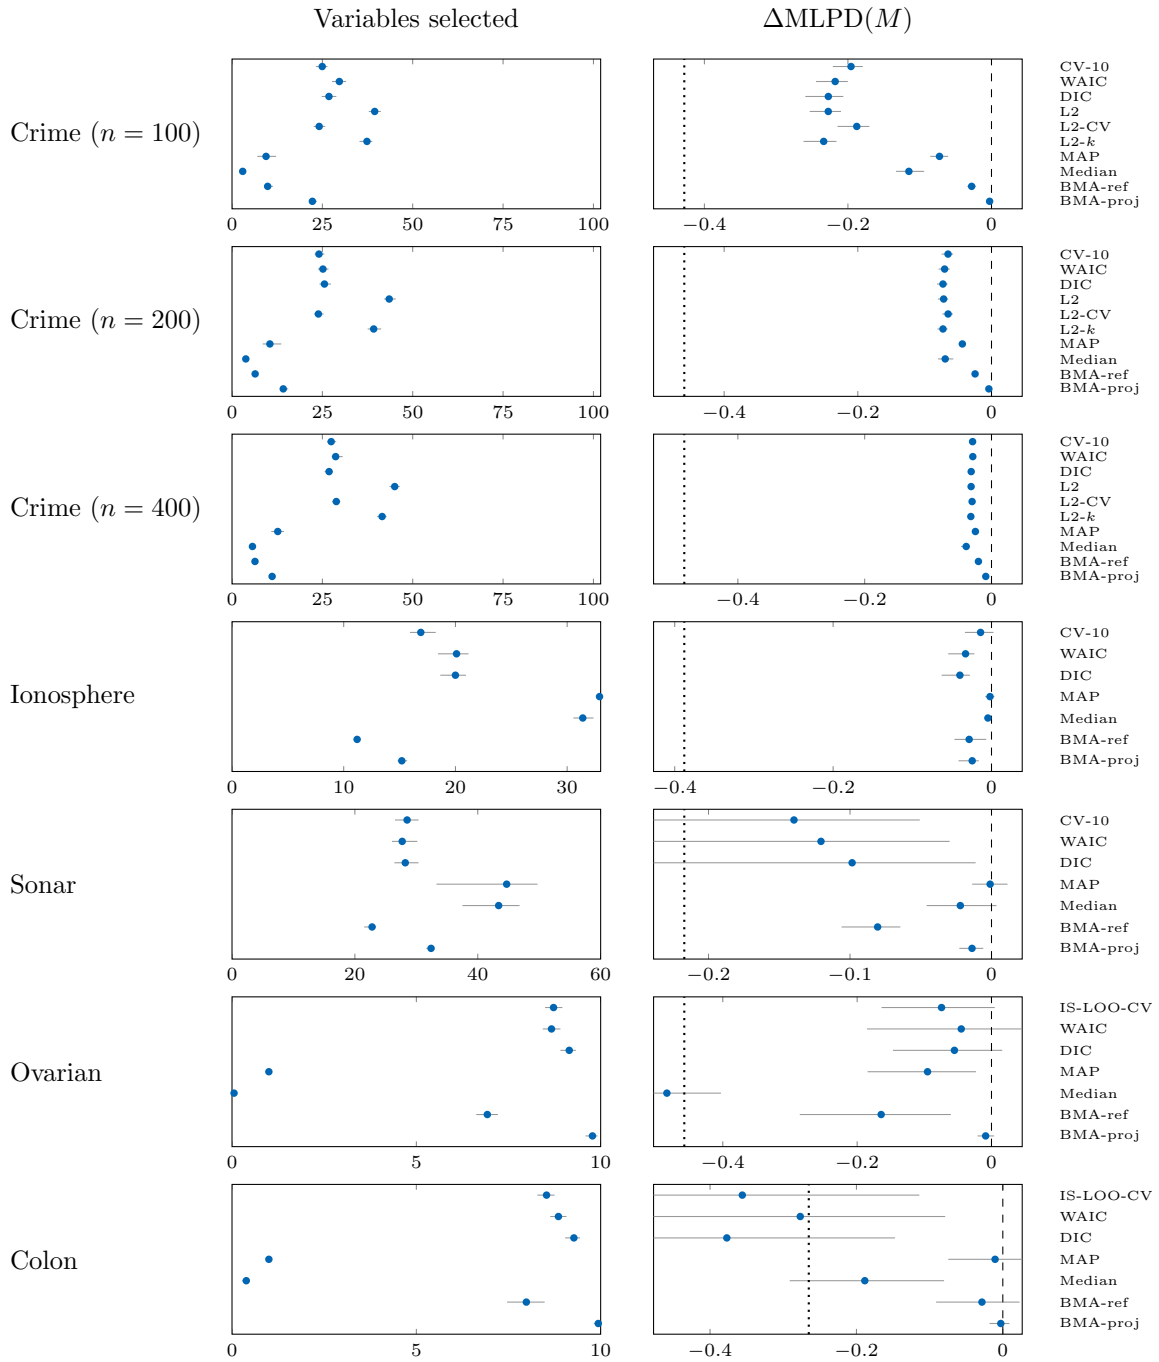 Variables selected ΔMLPD(M)
Crime (n = 100)
CV-10
WAIC
DIC
L2
L2-CV
L2-k
MAP
Median
BMA-ref
BMA-proj
0 25 50 75 100 −0.4 −0.2 0
Crime (n = 200)
CV-10
WAIC
DIC
L2
L2-CV
L2-k
MAP
Median
BMA-ref
BMA-proj
0 25 50 75 100 −0.4 −0.2 0
Crime (n = 400)
CV-10
WAIC
DIC
L2
L2-CV
L2-k
MAP
Median
BMA-ref
BMA-proj
0 25 50 75 100 −0.4 −0.2 0
Ionosphere
CV-10
WAIC
DIC
MAP
Median
BMA-ref
BMA-proj
0 10 20 32 −0.4 −0.2 0
Sonar
CV-10
WAIC
DIC
MAP
Median
BMA-ref
BMA-proj
0 20 40 60 −0.2 −0.1 0
Ovarian
IS-LOO-CV
WAIC
DIC
MAP
Median
BMA-ref
BMA-proj
0 5 10 −0.4 −0.2 0
Colon
IS-LOO-CV
WAIC
DIC
MAP
Median
BMA-ref
BMA-proj
0 5 10 −0.4 −0.2 0